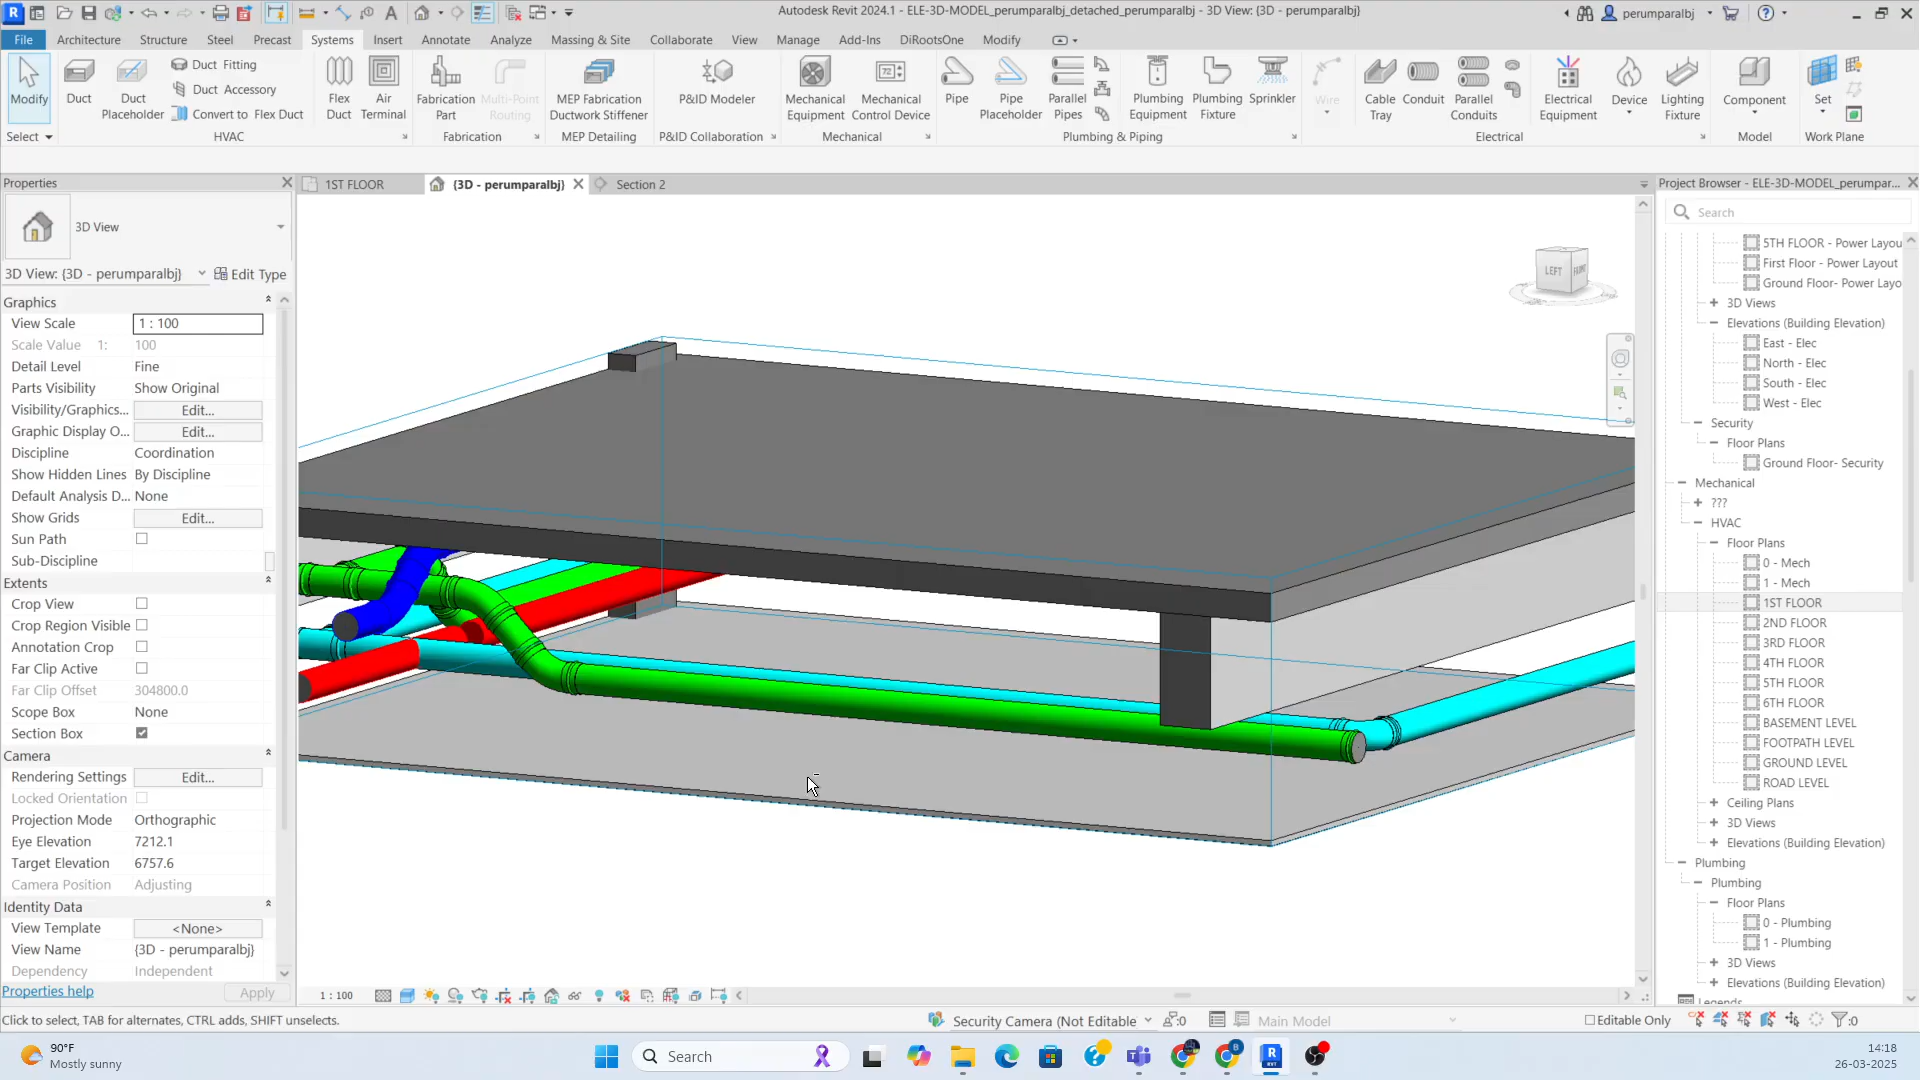 Autodesk Revit 2024.1 - ELE-3D-MODEL_perumparalbj_detached_perumparalbj - 3D View: {3D - perumparalbj}
perumparalbj
File Architecture Structure Steel Precast Systems Insert Annotate Analyze Massing & Site Collaborate View Manage Add-Ins DiRootsOne Modify
Modify
Duct
Duct Placeholder
Duct Fitting
Duct Accessory
Convert to Flex Duct
Flex Duct
Air Terminal
Fabrication Part
Multi-Point Routing
MEP Fabrication Ductwork Stiffener
P&ID Modeler
Mechanical Equipment
Mechanical Control Device
Pipe
Pipe Placeholder
Parallel Pipes
Plumbing Equipment
Plumbing Fixture
Sprinkler
Wire
Cable Tray
Conduit
Parallel Conduits
Electrical Equipment
Device
Lighting Fixture
Component
Set
Select HVAC Fabrication MEP Detailing P&ID Collaboration Mechanical Plumbing & Piping Electrical Model Work Plane
Properties
1ST FLOOR
{3D - perumparalbj}
Section 2
Project Browser - ELE-3D-MODEL_perumpar...
3D View
3D View: {3D - perumparalbj}
Edit Type
Graphics
View Scale 1 : 100
Scale Value 1: 100
Detail Level Fine
Parts Visibility Show Original
Visibility/Graphics... Edit...
Graphic Display O... Edit...
Discipline Coordination
Show Hidden Lines By Discipline
Default Analysis D... None
Show Grids Edit...
Sun Path
Sub-Discipline
Extents
Crop View
Crop Region Visible
Annotation Crop
Far Clip Active
Far Clip Offset 304800.0
Scope Box None
Section Box
Camera
Rendering Settings Edit...
Locked Orientation
Projection Mode Orthographic
Eye Elevation 7212.1
Target Elevation 6757.6
Camera Position Adjusting
Identity Data
View Template <None>
View Name {3D - perumparalbj}
Dependency Independent
Properties help
Apply
LEFT
Search
5TH FLOOR - Power Layou
First Floor - Power Layout
Ground Floor- Power Layo
3D Views
Elevations (Building Elevation)
East - Elec
North - Elec
South - Elec
West - Elec
Security
Floor Plans
Ground Floor- Security
Mechanical
???
HVAC
Floor Plans
0 - Mech
1 - Mech
1ST FLOOR
2ND FLOOR
3RD FLOOR
4TH FLOOR
5TH FLOOR
6TH FLOOR
BASEMENT LEVEL
FOOTPATH LEVEL
GROUND LEVEL
ROAD LEVEL
Ceiling Plans
3D Views
Elevations (Building Elevation)
Plumbing
Plumbing
Floor Plans
0 - Plumbing
1 - Plumbing
3D Views
Elevations (Building Elevation)
Legends
1 : 100
Click to select, TAB for alternates, CTRL adds, SHIFT unselects.
Security Camera (Not Editable
:0
Main Model
Editable Only
:0
90°F
Mostly sunny
Search
14:18
26-03-2025